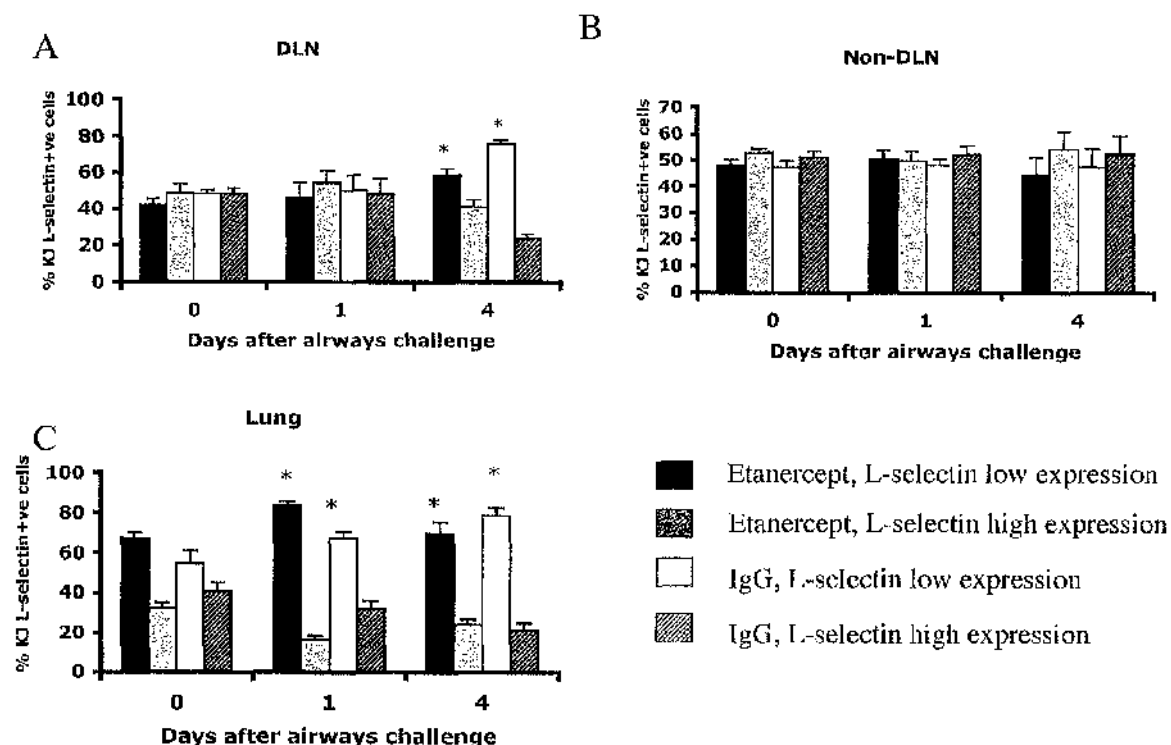 A
DLN
% KJ L-selectin+ve cells
100
80
60
40
20
0
*
*
0 1 4
Days after airways challenge
B
Non-DLN
% KJ L-selectin+ve cells
70
60
50
40
30
20
10
0
0 1 4
Days after airways challenge
C
Lung
% KJ L-selectin+ve cells
100
80
60
40
20
0
* * * *
0 1 4
Days after airways challenge
Etanercept, L-selectin low expression
Etanercept, L-selectin high expression
IgG, L-selectin low expression
IgG, L-selectin high expression